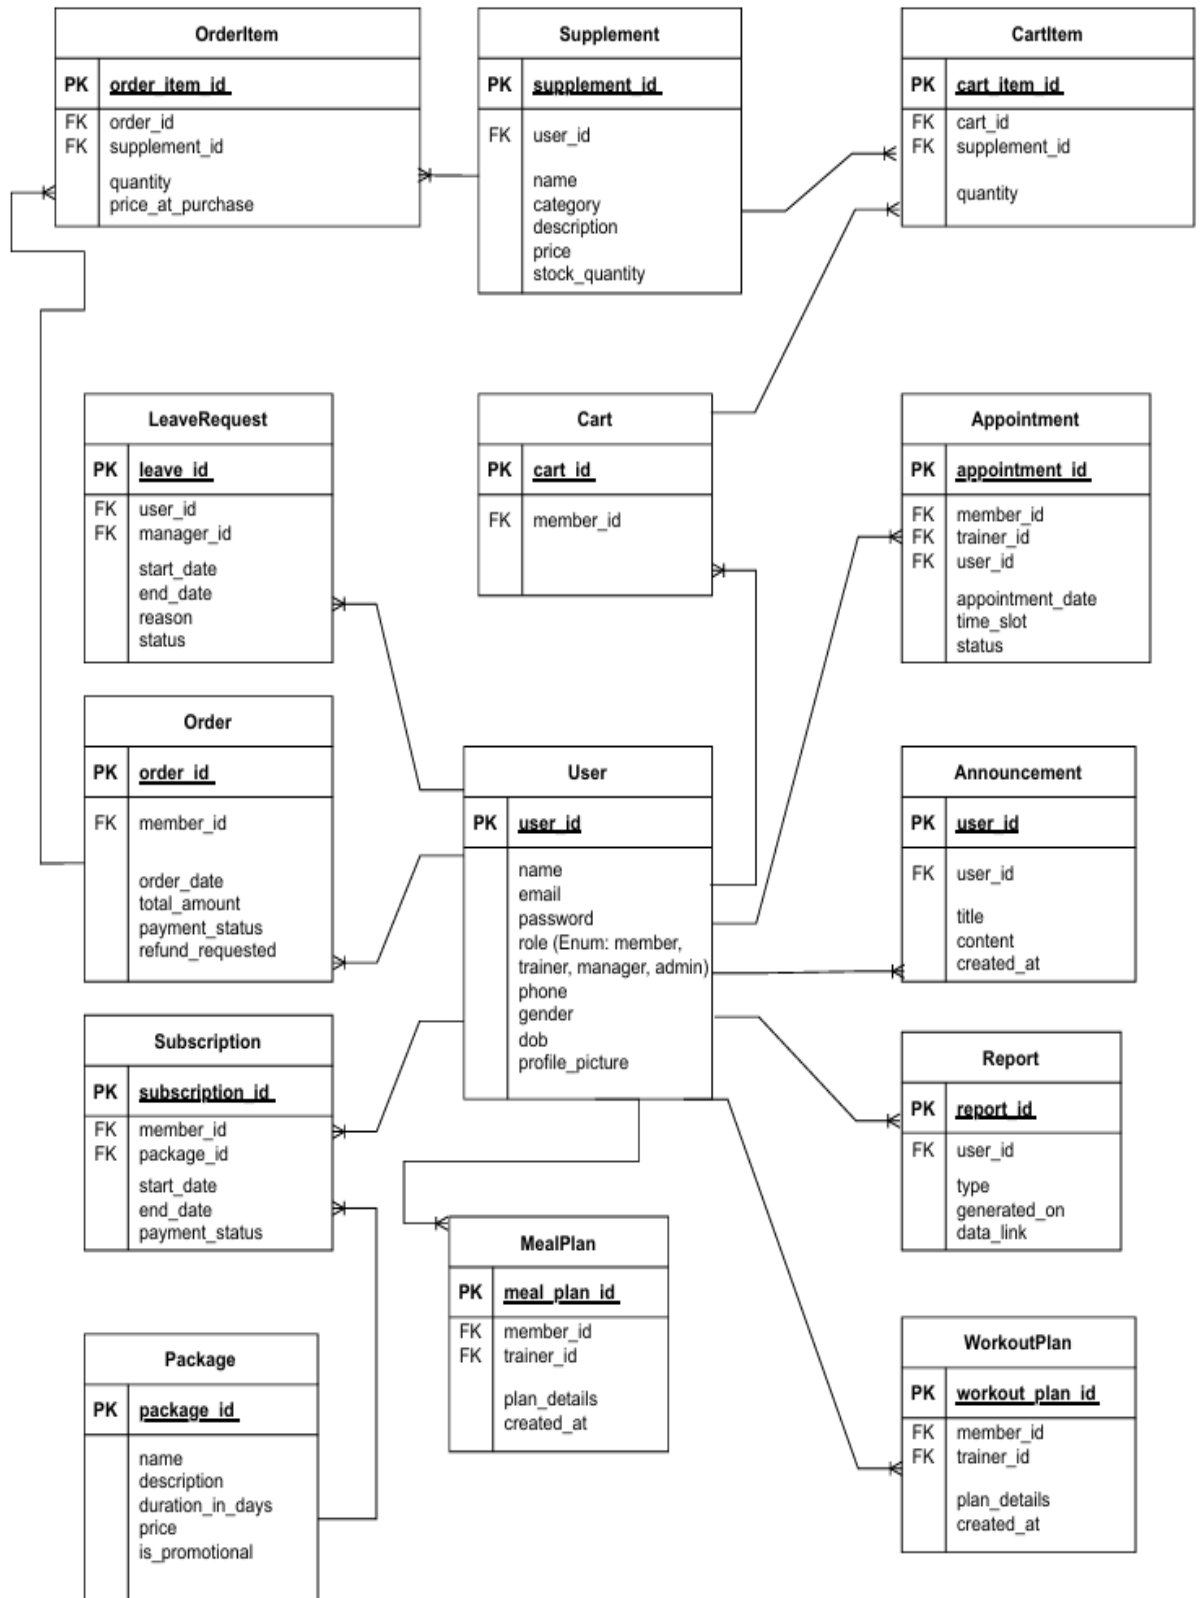 OrderItem
PK order_item_id
FK order_id
FK supplement_id
quantity
price_at_purchase
Supplement
PK supplement_id
FK user_id
name
category
description
price
stock_quantity
CartItem
PK cart_item_id
FK cart_id
FK supplement_id
quantity
LeaveRequest
PK leave_id
FK user_id
FK manager_id
start_date
end_date
reason
status
Cart
PK cart_id
FK member_id
Appointment
PK appointment_id
FK member_id
FK trainer_id
FK user_id
appointment_date
time_slot
status
Order
PK order_id
FK member_id
order_date
total_amount
payment_status
refund_requested
User
PK user_id
name
email
password
role (Enum: member,
trainer, manager, admin)
phone
gender
dob
profile_picture
Announcement
PK user_id
FK user_id
title
content
created_at
Subscription
PK subscription_id
FK member_id
FK package_id
start_date
end_date
payment_status
Report
PK report_id
FK user_id
type
generated_on
data_link
MealPlan
PK meal_plan_id
FK member_id
FK trainer_id
plan_details
created_at
Package
PK package_id
name
description
duration_in_days
price
is_promotional
WorkoutPlan
PK workout_plan_id
FK member_id
FK trainer_id
plan_details
created_at